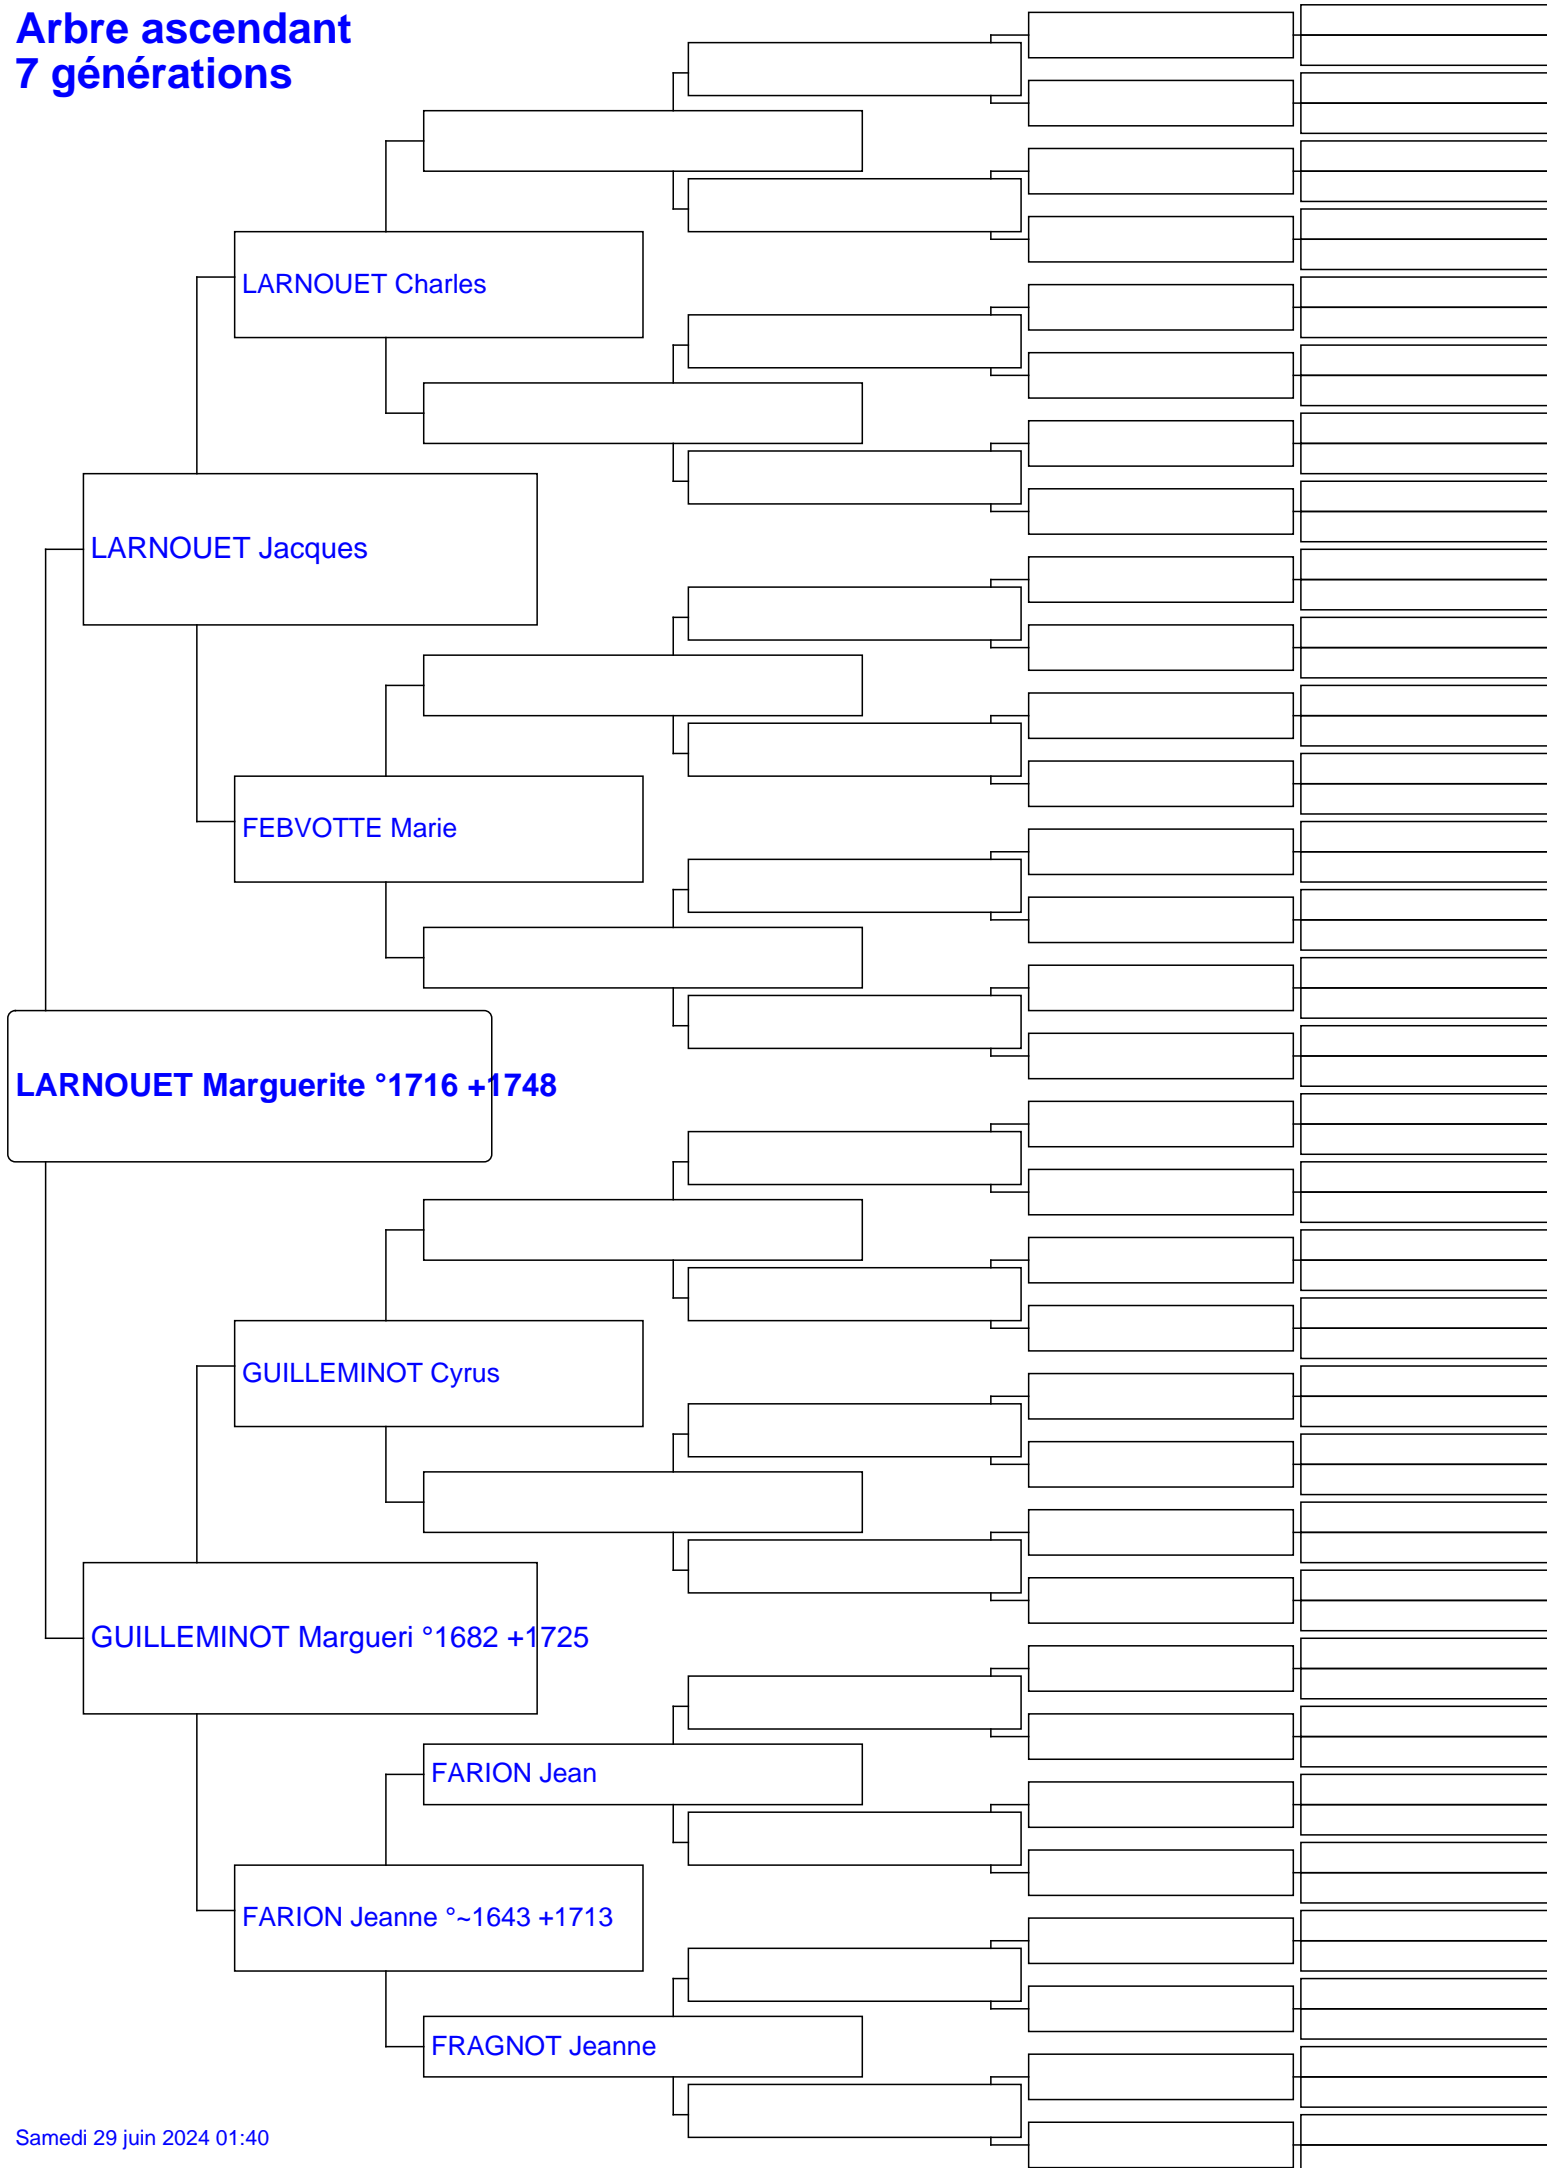 Arbre ascendant
7 générations
LARNOUET Charles
LARNOUET Jacques
FEBVOTTE Marie
LARNOUET Marguerite °1716 +1748
GUILLEMINOT Cyrus
GUILLEMINOT Margueri °1682 +1725
FARION Jean
FARION Jeanne °~1643 +1713
FRAGNOT Jeanne
Samedi 29 juin 2024 01:40